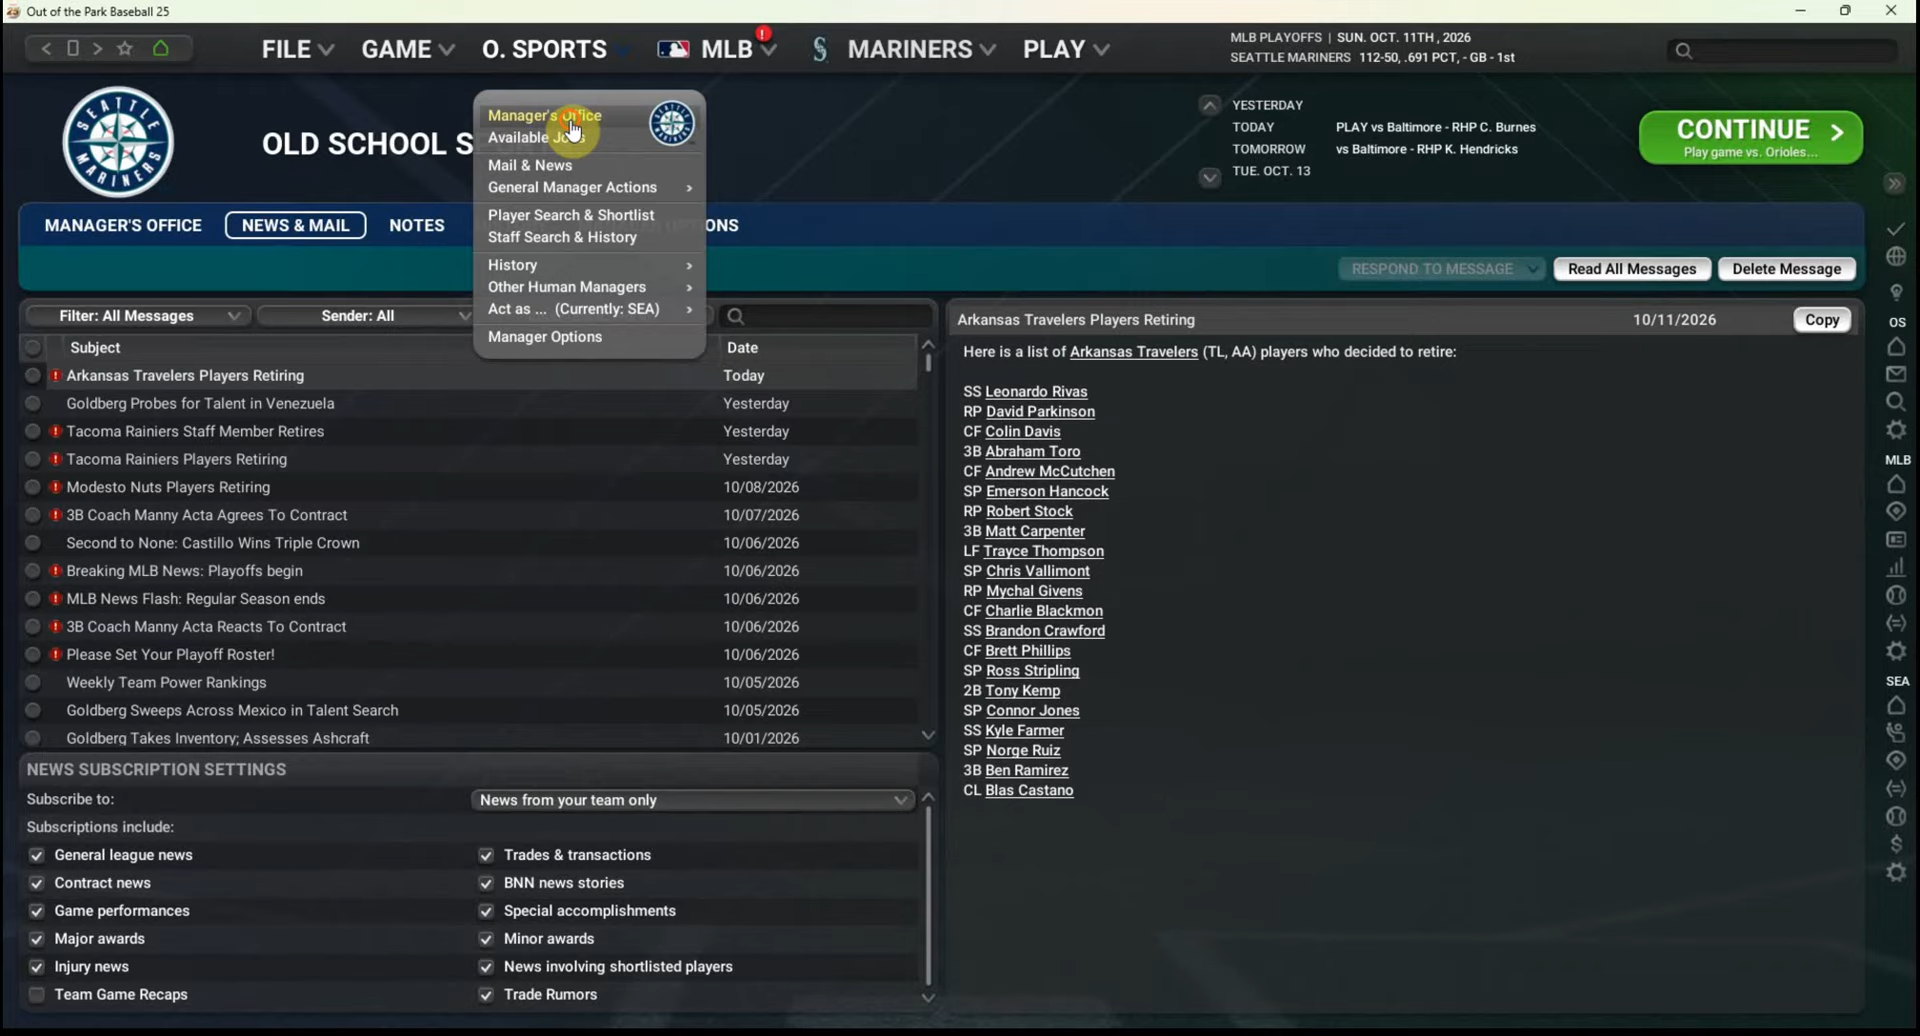 Out of the Park Baseball 25
FILE
GAME
O. SPORTS
MLB
MARINERS
PLAY
MLB PLAYOFFS | SUN. OCT. 11TH, 2026
SEATTLE MARINERS 112-50, .691 PCT, - GB - 1st
SEATTLE
MARINERS
OLD SCHOOL S
YESTERDAY
TODAY PLAY vs Baltimore - RHP C. Burnes
TOMORROW vs Baltimore - RHP K. Hendricks
TUE. OCT. 13
CONTINUE
Play game vs. Orioles...
Manager's Office
Available
Mail & News
General Manager Actions
Player Search & Shortlist
Staff Search & History
History
Other Human Managers
Act as ... (Currently: SEA)
Manager Options
MANAGER'S OFFICE
NEWS & MAIL
NOTES
RESPOND TO MESSAGE
Read All Messages
Delete Message
Filter: All Messages
Sender: All
Subject Date
Arkansas Travelers Players Retiring Today
Goldberg Probes for Talent in Venezuela Yesterday
Tacoma Rainiers Staff Member Retires Yesterday
Tacoma Rainiers Players Retiring Yesterday
Modesto Nuts Players Retiring 10/08/2026
3B Coach Manny Acta Agrees To Contract 10/07/2026
Second to None: Castillo Wins Triple Crown 10/06/2026
Breaking MLB News: Playoffs begin 10/06/2026
MLB News Flash: Regular Season ends 10/06/2026
3B Coach Manny Acta Reacts To Contract 10/06/2026
Please Set Your Playoff Roster! 10/06/2026
Weekly Team Power Rankings 10/05/2026
Goldberg Sweeps Across Mexico in Talent Search 10/05/2026
Goldberg Takes Inventory; Assesses Ashcraft 10/01/2026
NEWS SUBSCRIPTION SETTINGS
Subscribe to: News from your team only
Subscriptions include:
General league news Trades & transactions
Contract news BNN news stories
Game performances Special accomplishments
Major awards Minor awards
Injury news News involving shortlisted players
Team Game Recaps Trade Rumors
Arkansas Travelers Players Retiring 10/11/2026 Copy
Here is a list of Arkansas Travelers (TL, AA) players who decided to retire:
SS Leonardo Rivas
RP David Parkinson
CF Colin Davis
3B Abraham Toro
CF Andrew McCutchen
SP Emerson Hancock
RP Robert Stock
3B Matt Carpenter
LF Trayce Thompson
SP Chris Vallimont
RP Mychal Givens
CF Charlie Blackmon
SS Brandon Crawford
CF Brett Phillips
SP Ross Stripling
2B Tony Kemp
SP Connor Jones
SS Kyle Farmer
SP Norge Ruiz
3B Ben Ramirez
CL Blas Castano
OS
MLB
SEA